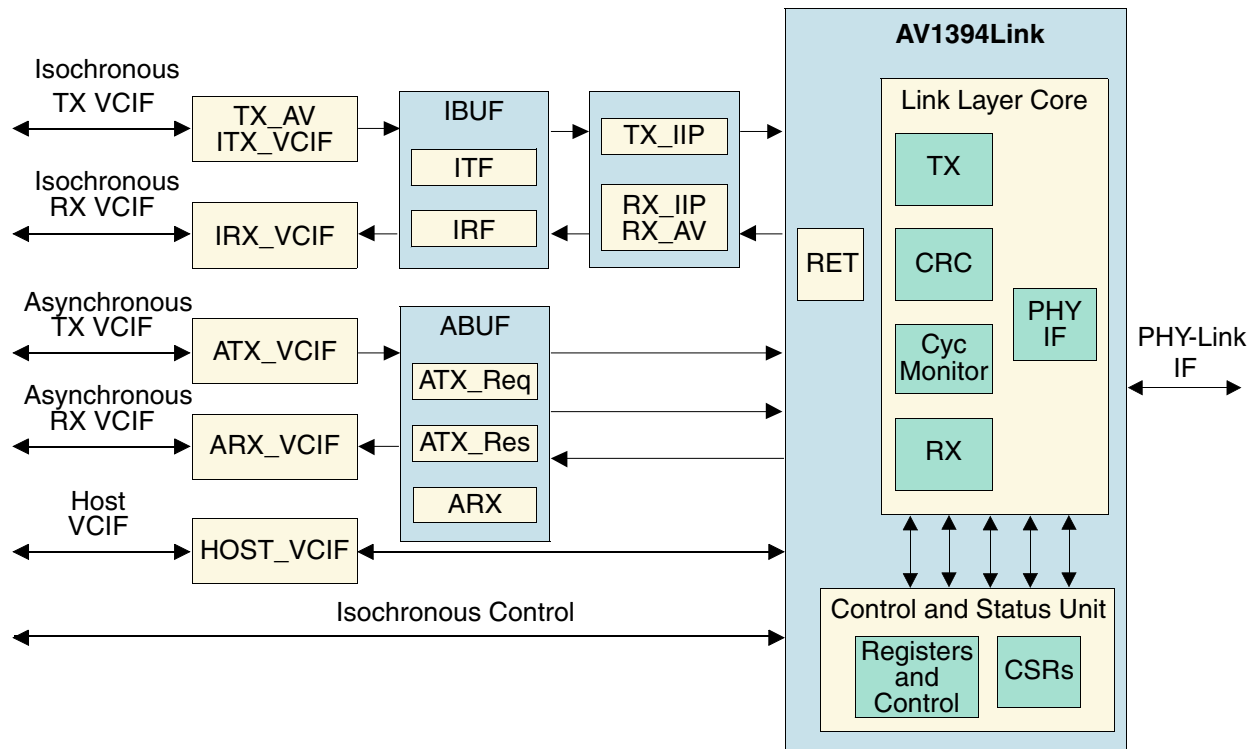 AV1394Link
Isochronous
TX VCIF
TX_AV
ITX_VCIF
IBUF
ITF
IRF
TX_IIP
RX_IIP
RX_AV
Isochronous
RX VCIF
IRX_VCIF
Link Layer Core
TX
CRC
Cyc
Monitor
RX
PHY
IF
RET
PHY-Link
IF
Asynchronous
TX VCIF
ATX_VCIF
ABUF
ATX_Req
ATX_Res
ARX
Asynchronous
RX VCIF
ARX_VCIF
Host
VCIF
HOST_VCIF
Isochronous Control
Control and Status Unit
Registers
and
Control
CSRs